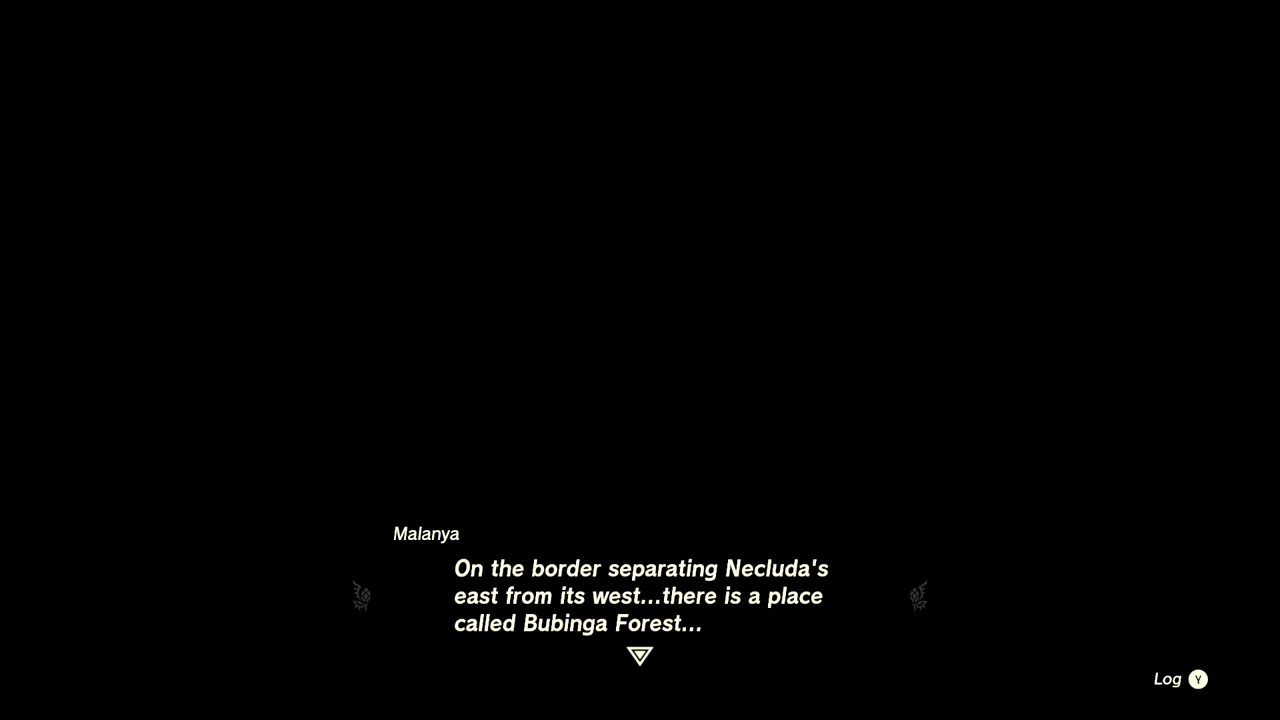 Malanya
On the border separating Necluda's
east from its west...there is a place
called Bubinga Forest...
Log Y